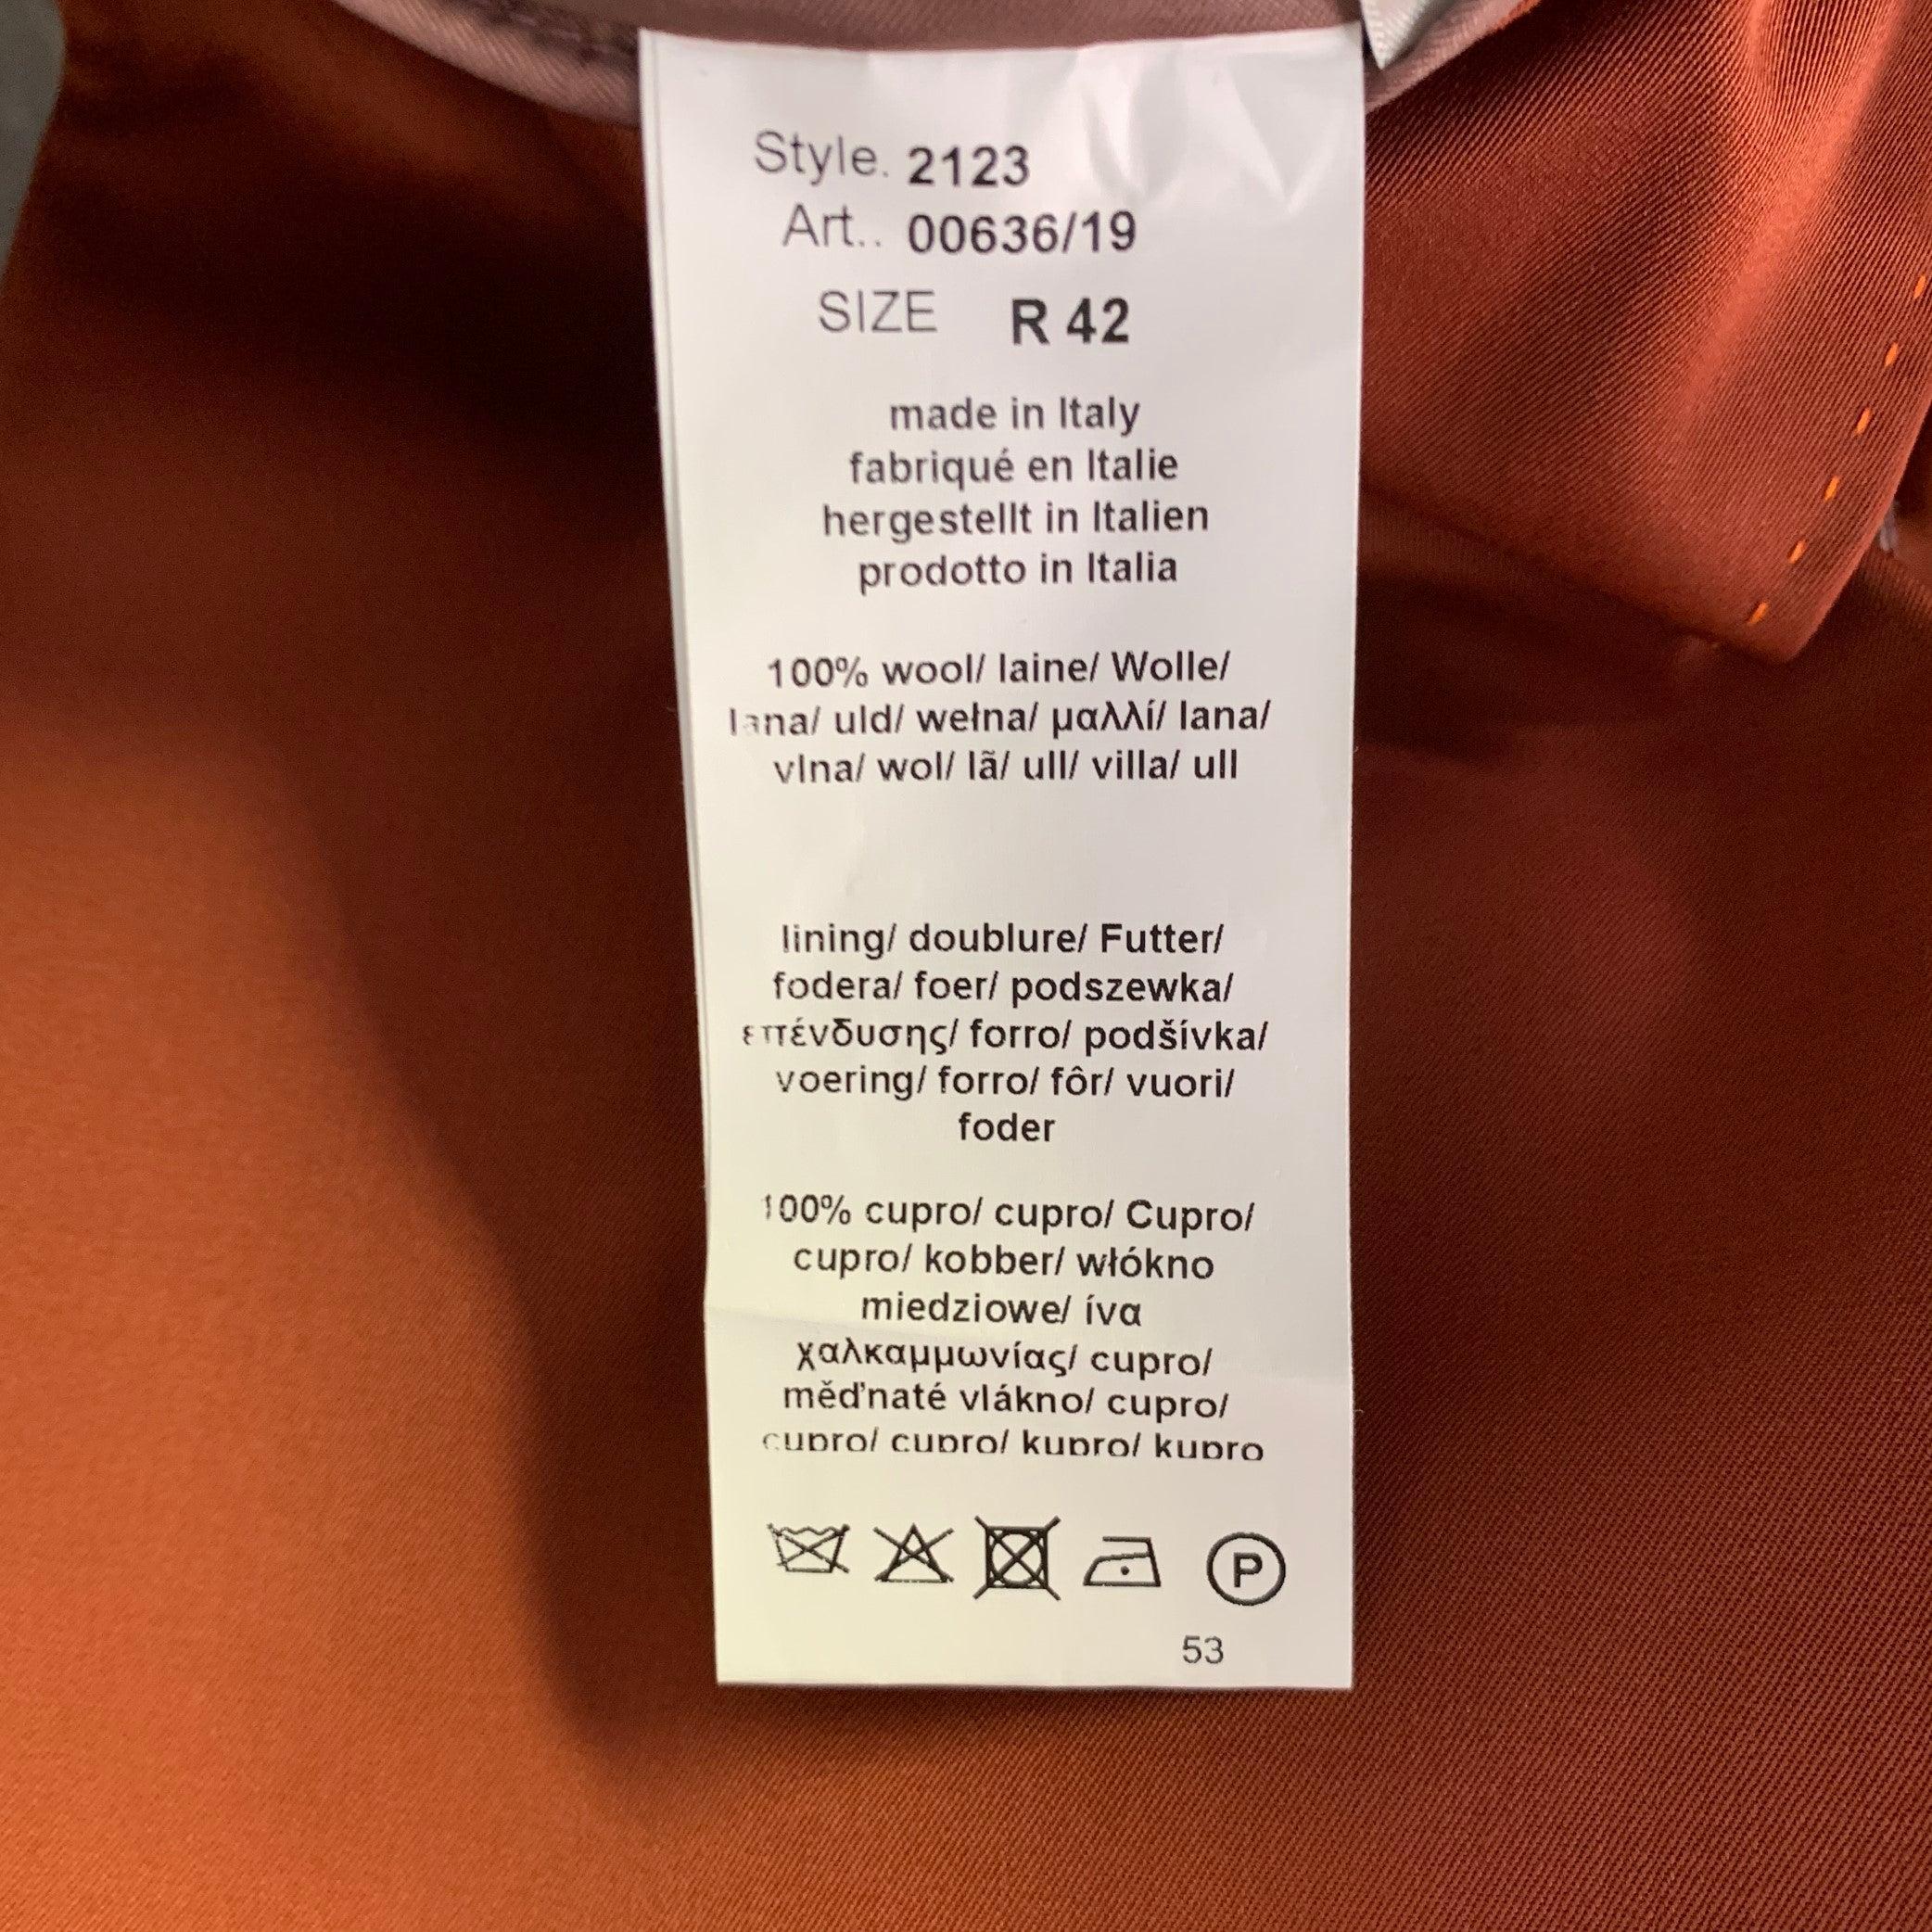 Style. 2123
Art.. 00636/19
SIZE R 42
made in Italy
fabriqué en Italie
hergestellt in Italien
prodotto in Italia
100% wool/ laine/ Wolle/
lana/ uld/ wełna/ μαλλί/ lana/
vlna/ wol/ lã/ ull/ villa/ ull
lining/ doublure/ Futter/
fodera/ foer/ podszewka/
επένδυσης/ forro/ podšívka/
voering/ forro/ fôr/ vuori/
foder
100% cupro/ cupro/ Cupro/
cupro/ kobber/ włókno
miedziowe/ ίνα
χαλκαμμωνίας/ cupro/
měďnaté vlákno/ cupro/
cupro/ cupro/ kupro/ kupro
P
53